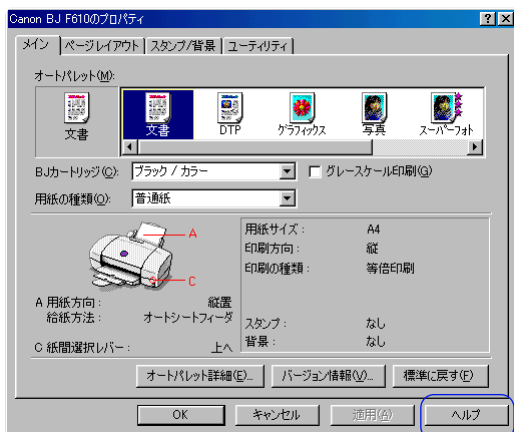 Canon BJ F610のプロパティ
メイン ページレイアウト スタンプ/背景 ユーティリティ
オートパレット(M):
文書 文書 DTP グラフィックス 写真 スーパーフォト
BJカートリッジ(C): ブラック / カラー グレースケール印刷(G)
用紙の種類(O): 普通紙
A
C
用紙サイズ : A4
印刷方向 : 縦
印刷の種類 : 等倍印刷
A 用紙方向 : 縦置
給紙方法 : オートシートフィーダ
スタンプ : なし
C 紙間選択レバー : 上へ
背景 : なし
オートパレット詳細(E)... バージョン情報(V)... 標準に戻す(F)
OK キャンセル 適用(A) ヘルプ